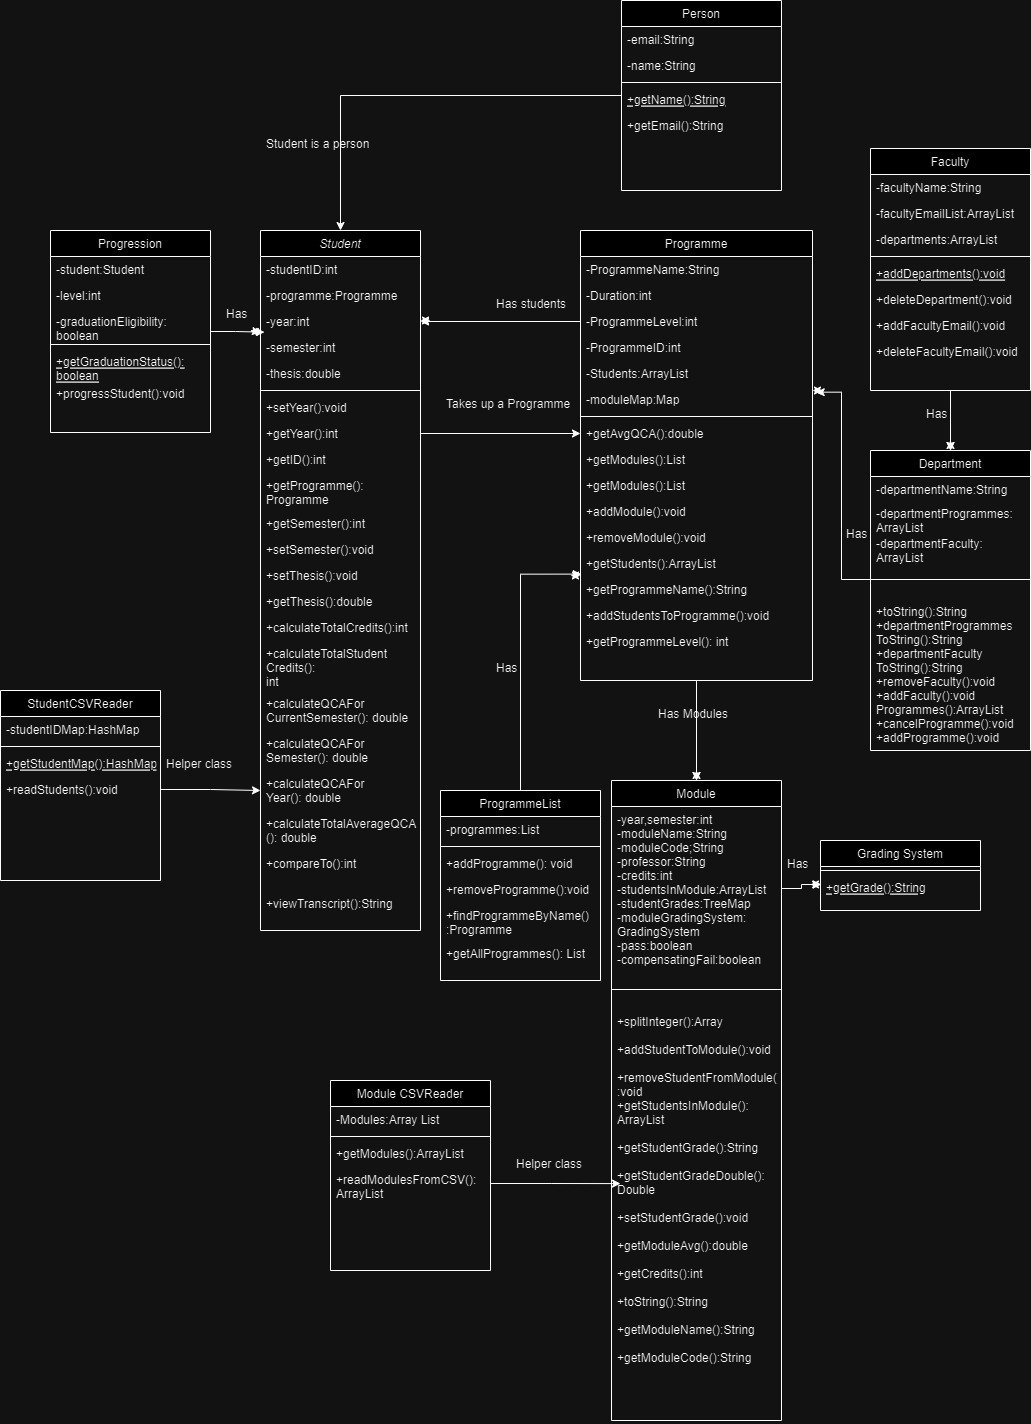 Person
-email:String
-name:String
+getName():String
+getEmail():String
Student is a person
Faculty
-facultyName:String
-facultyEmailList:ArrayList
-departments:ArrayList
+addDepartments():void
+deleteDepartment():void
+addFacultyEmail():void
+deleteFacultyEmail():void
Has
Progression
-student:Student
-level:int
-graduationEligibility:
boolean
+getGraduationStatus():
boolean
+progressStudent():void
Has
Student
-studentID:int
-programme:Programme
-year:int
-semester:int
-thesis:double
+setYear():void
+getYear():int
+getID():int
+getProgramme():
Programme
+getSemester():int
+setSemester():void
+setThesis():void
+getThesis():double
+calculateTotalCredits():int
+calculateTotalStudent
Credits():
int
+calculateQCAFor
CurrentSemester(): double
+calculateQCAFor
Semester(): double
+calculateQCAFor
Year(): double
+calculateTotalAverageQCA
(): double
+compareTo():int
+viewTranscript():String
Has students
Takes up a Programme
Programme
-ProgrammeName:String
-Duration:int
-ProgrammeLevel:int
-ProgrammeID:int
-Students:ArrayList
-moduleMap:Map
+getAvgQCA():double
+getModules():List
+getModules():List
+addModule():void
+removeModule():void
+getStudents():ArrayList
+getProgrammeName():String
+addStudentsToProgramme():void
+getProgrammeLevel(): int
Has
Department
-departmentName:String
-departmentProgrammes:
ArrayList
-departmentFaculty:
ArrayList
+toString():String
+departmentProgrammes
ToString():String
+departmentFaculty
ToString():String
+removeFaculty():void
+addFaculty():void
Programmes():ArrayList
+cancelProgramme():void
+addProgramme():void
Has
Has Modules
StudentCSVReader
-studentIDMap:HashMap
+getStudentMap():HashMap
+readStudents():void
Helper class
ProgrammeList
-programmes:List
+addProgramme(): void
+removeProgramme():void
+findProgrammeByName()
:Programme
+getAllProgrammes(): List
Module
-year,semester:int
-moduleName:String
-moduleCode;String
-professor:String
-credits:int
-studentsInModule:ArrayList
-studentGrades:TreeMap
-moduleGradingSystem:
GradingSystem
-pass:boolean
-compensatingFail:boolean
+splitInteger():Array
+addStudentToModule():void
+removeStudentFromModule(
:void
+getStudentsInModule():
ArrayList
+getStudentGrade():String
+getStudentGradeDouble():
Double
+setStudentGrade():void
+getModuleAvg():double
+getCredits():int
+toString():String
+getModuleName():String
+getModuleCode():String
Has
Grading System
+getGrade():String
Module CSVReader
-Modules:Array List
+getModules():ArrayList
+readModulesFromCSV():
ArrayList
Helper class